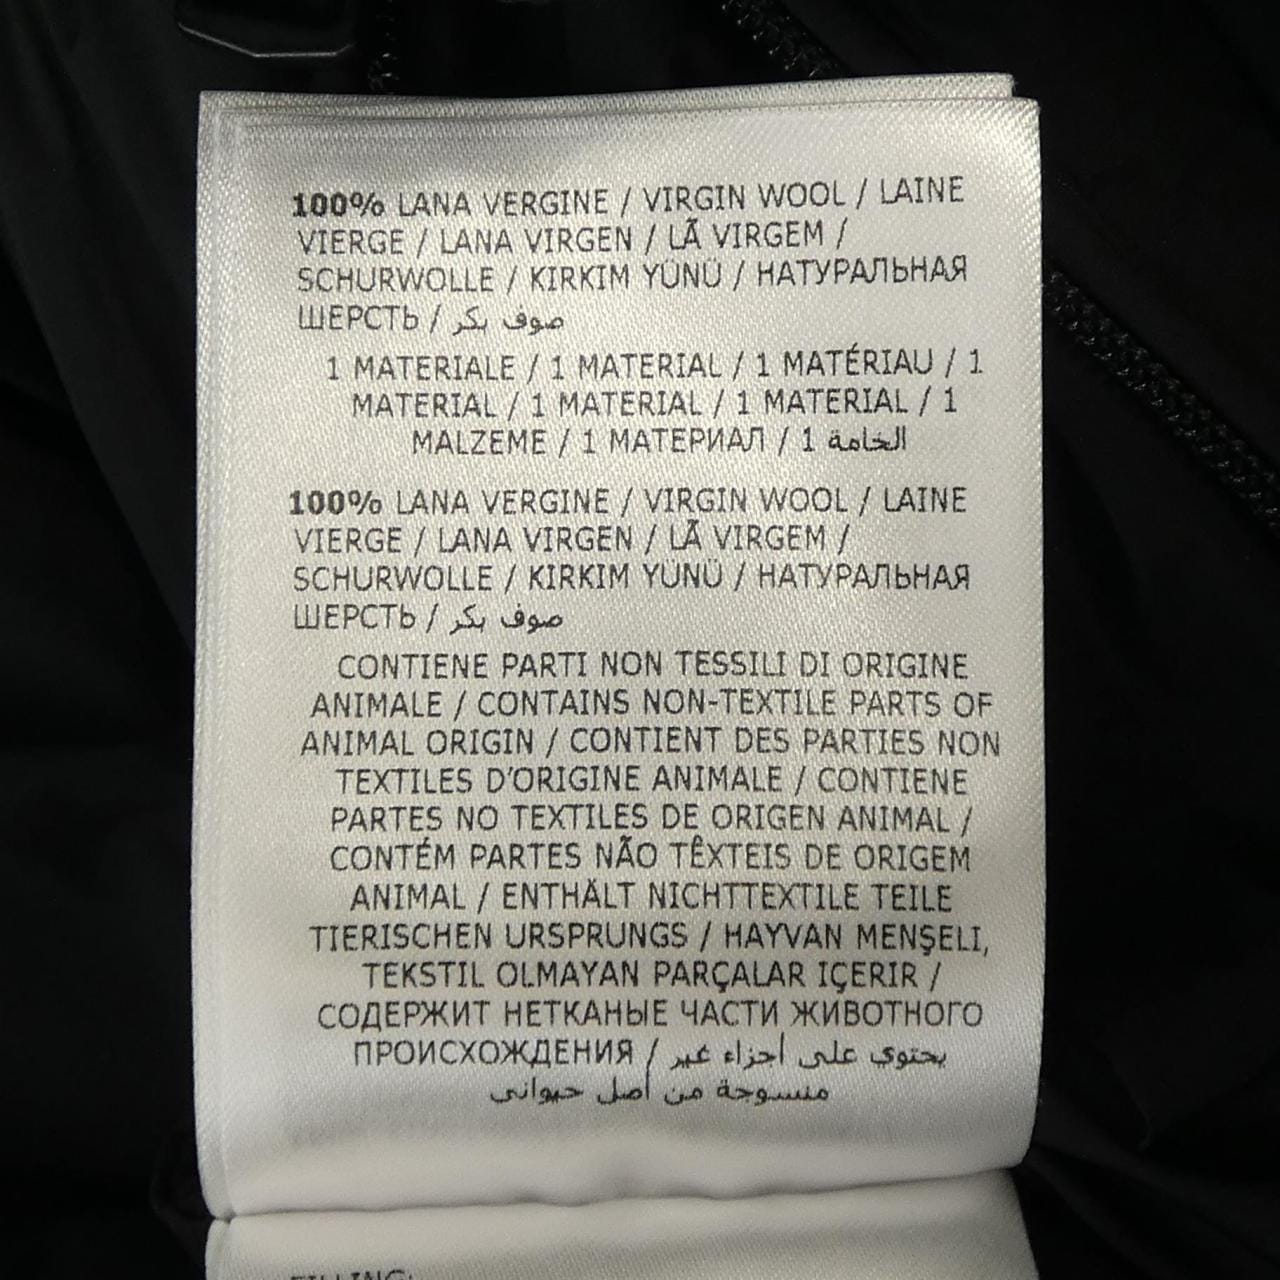 100% LANA VERGINE / VIRGIN WOOL / LAINE
VIERGE / LANA VIRGEN / LÃ VIRGEM /
SCHURWOLLE / KIRKIM YÜNÜ / НАТУРАЛЬНАЯ
ШЕРСТЬ / صوف بكر
1 MATERIALE / 1 MATERIAL / 1 MATÉRIAU / 1
MATERIAL / 1 MATERIAL / 1 MATERIAL / 1
MALZEME / 1 МАТЕРИАЛ / 1 الخامة
100% LANA VERGINE / VIRGIN WOOL / LAINE
VIERGE / LANA VIRGEN / LÃ VIRGEM /
SCHURWOLLE / KIRKIM YÜNÜ / НАТУРАЛЬНАЯ
ШЕРСТЬ / صوف بكر
CONTIENE PARTI NON TESSILI DI ORIGINE
ANIMALE / CONTAINS NON-TEXTILE PARTS OF
ANIMAL ORIGIN / CONTIENT DES PARTIES NON
TEXTILES D'ORIGINE ANIMALE / CONTIENE
PARTES NO TEXTILES DE ORIGEN ANIMAL /
CONTÉM PARTES NÃO TÊXTEIS DE ORIGEM
ANIMAL / ENTHÄLT NICHTTEXTILE TEILE
TIERISCHEN URSPRUNGS / HAYVAN MENŞELI,
TEKSTIL OLMAYAN PARÇALAR IÇERIR /
СОДЕРЖИТ НЕТКАНЫЕ ЧАСТИ ЖИВОТНОГО
ПРОИСХОЖДЕНИЯ / يحتوي على أجزاء غير
منسوجة من أصل حيواني